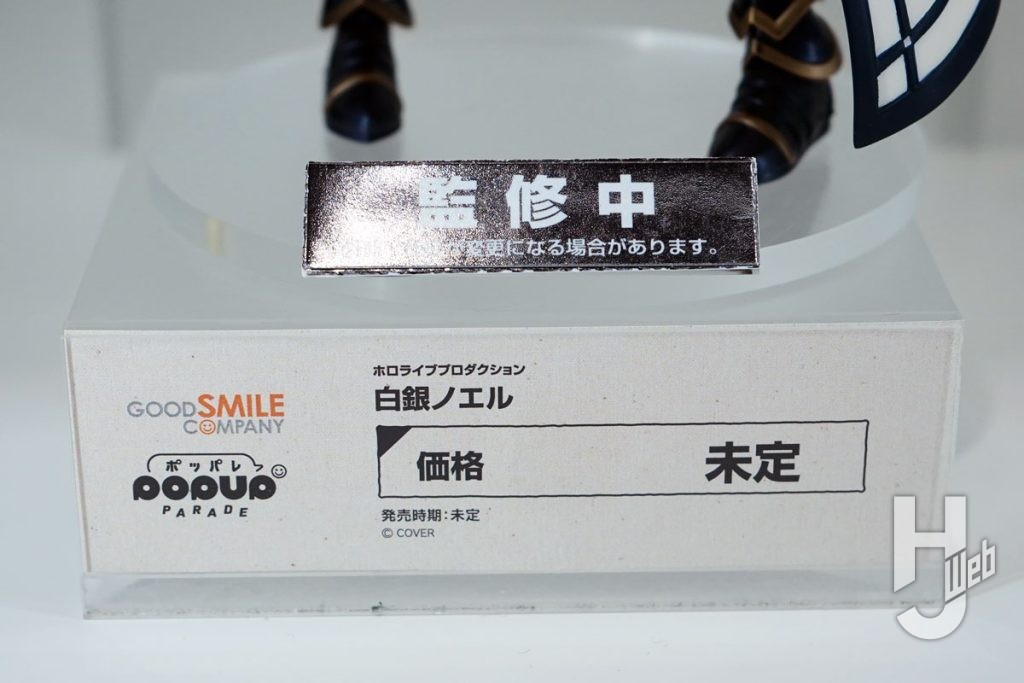 監修中
変更になる場合があります。
ホロライブプロダクション
白銀ノエル
GOOD SMILE
COMPANY
価格 未定
ポッパレ
POPUP
PARADE
発売時期:未定
© COVER
HJ Web